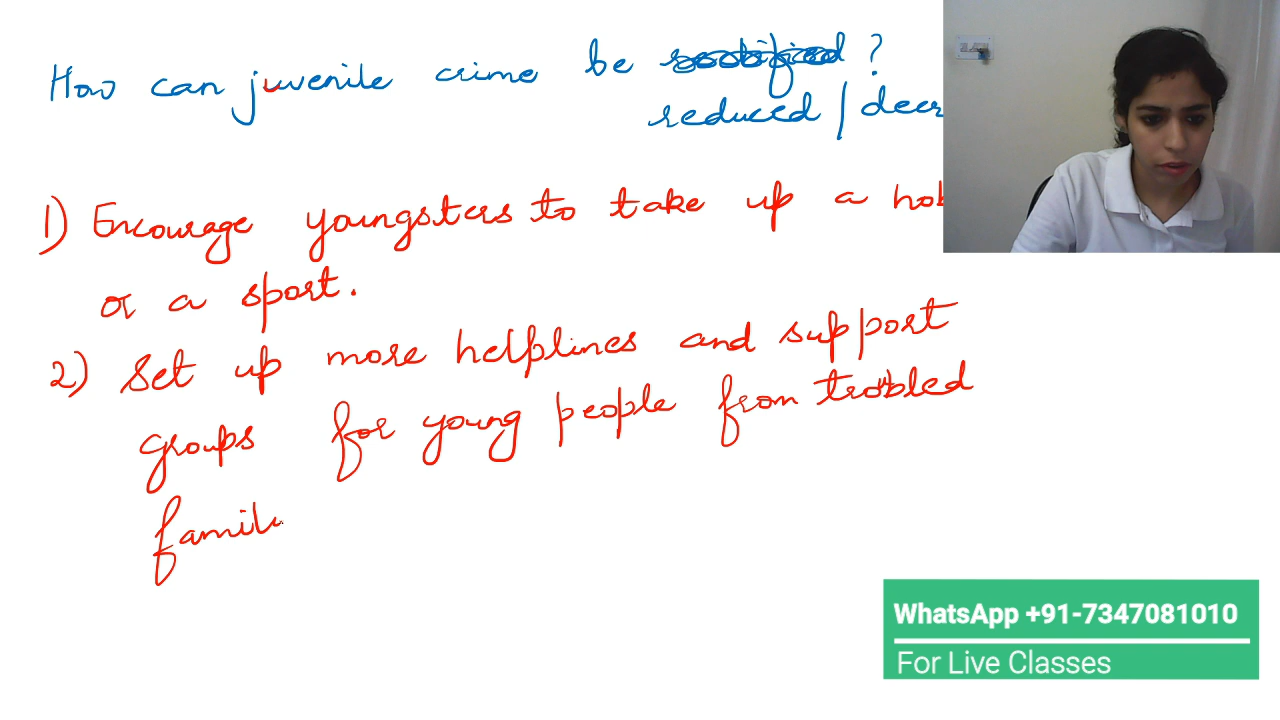 How can juvenile crime be ?
reduced / decr
1) Encourage youngsters to take up a hob
or a sport.
2) Set up more helplines and support
groups for young people from troubled
famili
WhatsApp +91-7347081010
For Live Classes